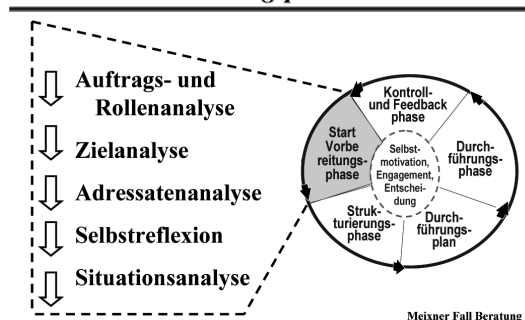 Auftrags- und
Rollenanalyse
Zielanalyse
Adressatenanalyse
Selbstreflexion
Situationsanalyse
Kontroll-
und Feedback
phase
Start
Vorbe
reitungs-
phase
Selbst-
motivation,
Engagement,
Entschei-
dung
Durch-
führungs-
phase
Struk-
turierungs-
phase
Durch-
führungs-
plan
Meixner Fall Beratung